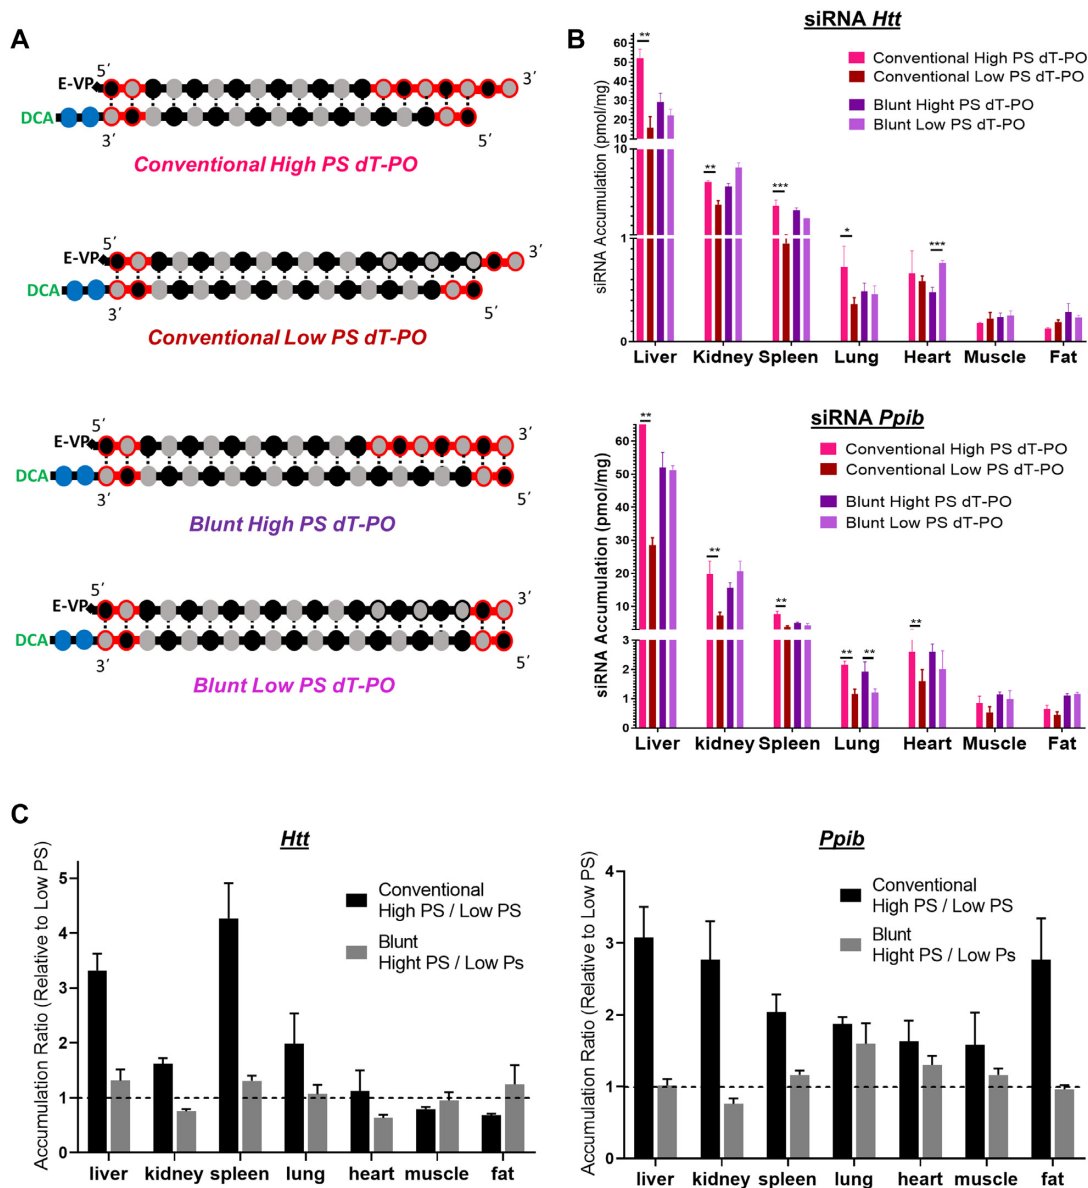 A
5′
E-VP
3′
DCA
3′
5′
Conventional High PS dT-PO
5′
E-VP
3′
DCA
3′
5′
Conventional Low PS dT-PO
5′
E-VP
3′
DCA
3′
5′
Blunt High PS dT-PO
5′
E-VP
3′
DCA
3′
5′
Blunt Low PS dT-PO
B
siRNA Htt
siRNA Accumulation (pmol/mg)
60
50
40
30
20
10
10
1
0
** ** *** * ***
Conventional High PS dT-PO
Conventional Low PS dT-PO
Blunt Hight PS dT-PO
Blunt Low PS dT-PO
Liver Kidney Spleen Lung Heart Muscle Fat
siRNA Ppib
siRNA Accumulation (pmol/mg)
60
50
40
30
20
10
3
2
1
0
** ** ** ** ** **
Conventional High PS dT-PO
Conventional Low PS dT-PO
Blunt Hight PS dT-PO
Blunt Low PS dT-PO
Liver kidney Spleen Lung Heart Muscle Fat
C
Htt
Accumulation Ratio (Relative to Low PS)
5
4
3
2
1
0
Conventional
High PS / Low PS
Blunt
Hight PS / Low Ps
liver kidney spleen lung heart muscle fat
Ppib
Accumulation Ratio (Relative to Low PS)
4
3
2
1
0
Conventional
High PS / Low PS
Blunt
Hight PS / Low Ps
liver kidney spleen lung heart muscle fat